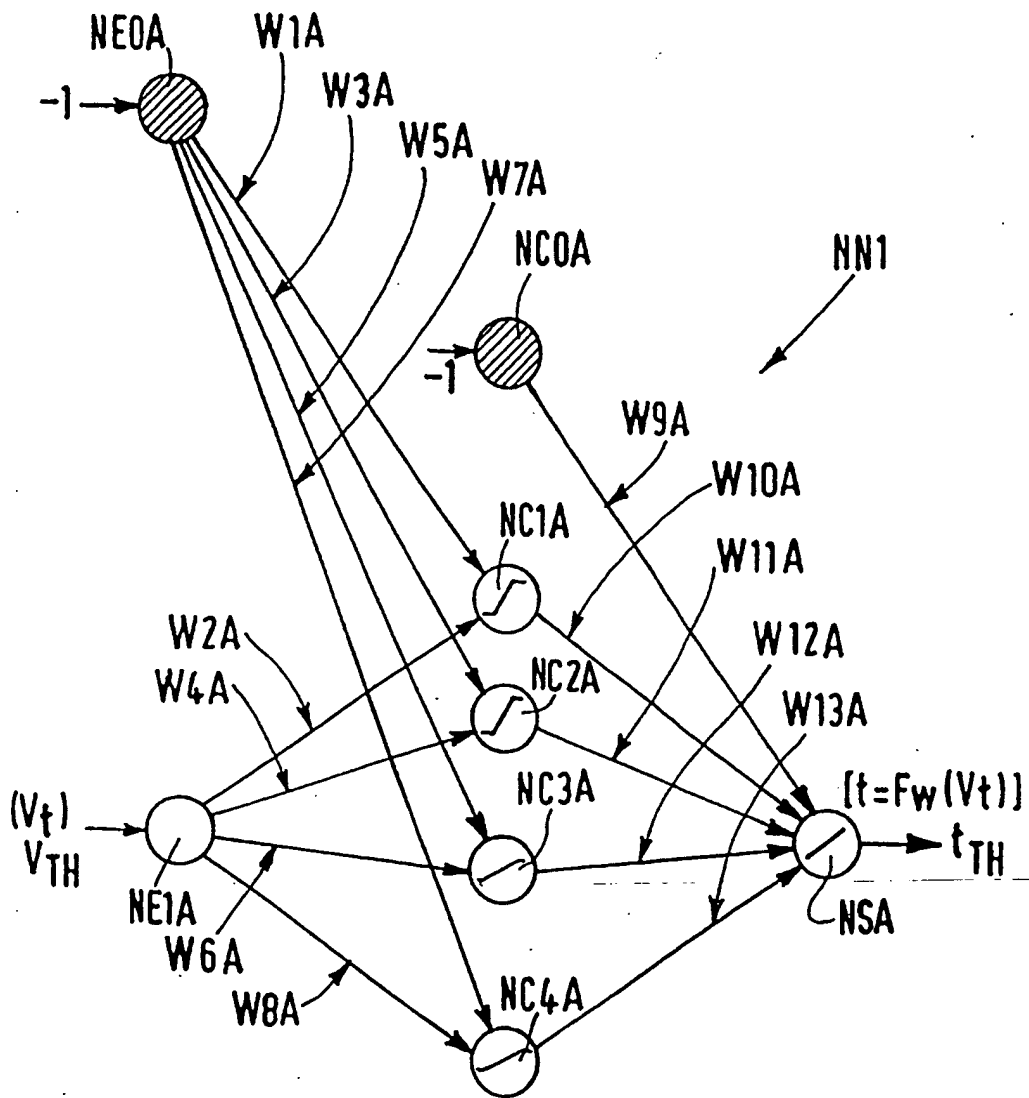 NE0A
W1A
W3A
W5A
W7A
-1
NC0A
NN1
-1
W9A
W10A
NC1A
W11A
W2A
W12A
W4A
NC2A
W13A
(Vt)
VTH
NC3A
[t=Fw(Vt)]
tTH
NE1A
NSA
W6A
W8A
NC4A